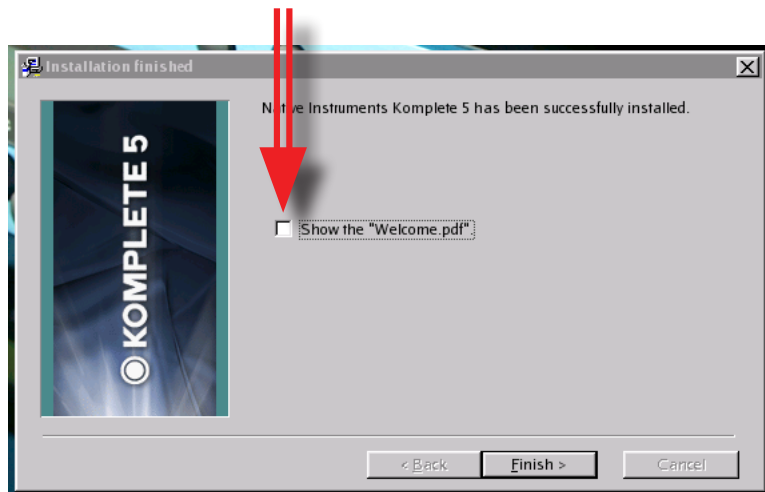 Installation finished
Native Instruments Komplete 5 has been successfully installed.
KOMPLETE 5
Show the "Welcome.pdf".
< Back
Finish >
Cancel